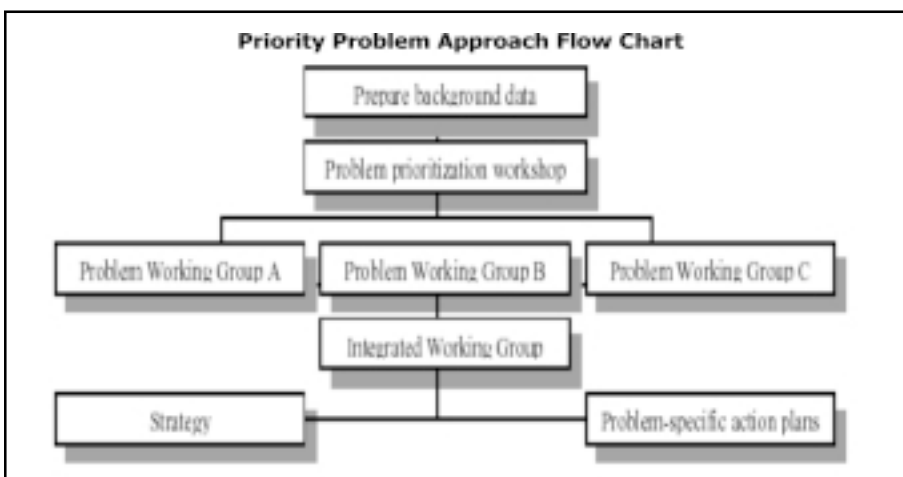 Priority Problem Approach Flow Chart
Prepare background data
Problem prioritization workshop
Problem Working Group A
Problem Working Group B
Problem Working Group C
Integrated Working Group
Strategy
Problem-specific action plans